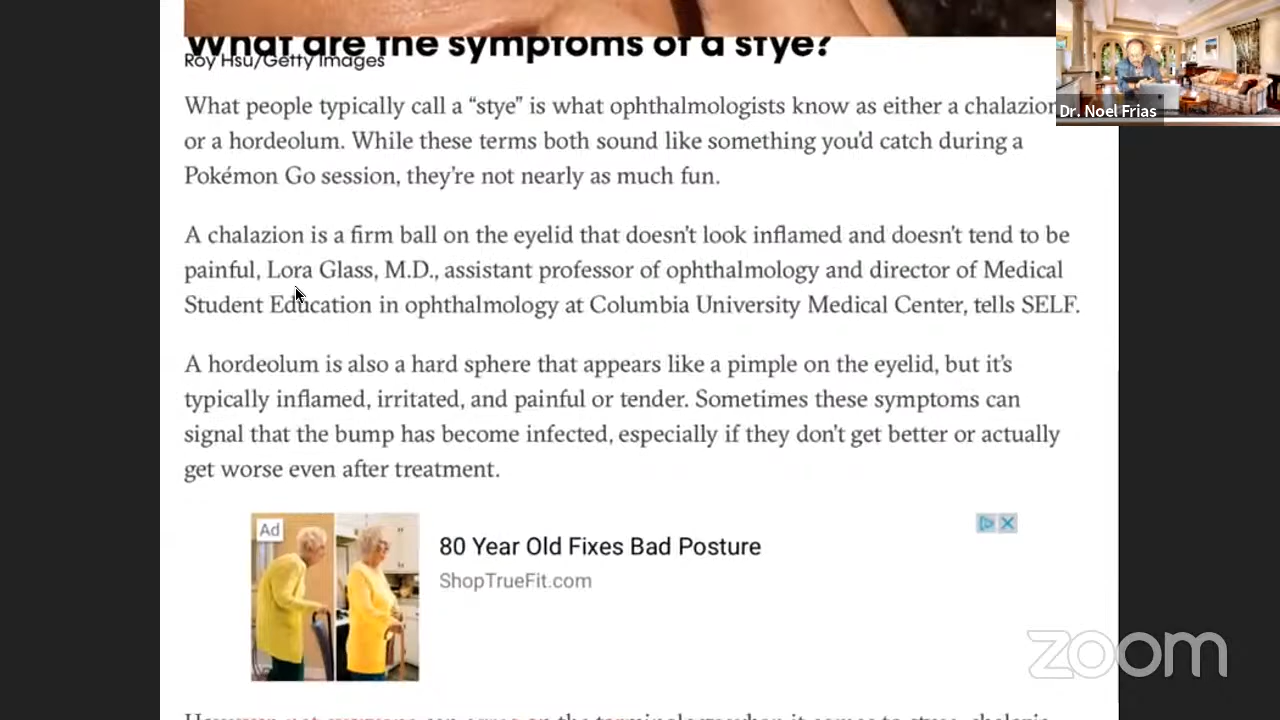 What are the symptoms of a stye?
Roy Hsu/Getty Images
What people typically call a “stye” is what ophthalmologists know as either a chalazion
or a hordeolum. While these terms both sound like something you'd catch during a
Pokémon Go session, they're not nearly as much fun.
A chalazion is a firm ball on the eyelid that doesn't look inflamed and doesn't tend to be
painful, Lora Glass, M.D., assistant professor of ophthalmology and director of Medical
Student Education in ophthalmology at Columbia University Medical Center, tells SELF.
A hordeolum is also a hard sphere that appears like a pimple on the eyelid, but it's
typically inflamed, irritated, and painful or tender. Sometimes these symptoms can
signal that the bump has become infected, especially if they don't get better or actually
get worse even after treatment.
Ad
80 Year Old Fixes Bad Posture
ShopTrueFit.com
Dr. Noel Frias
zoom